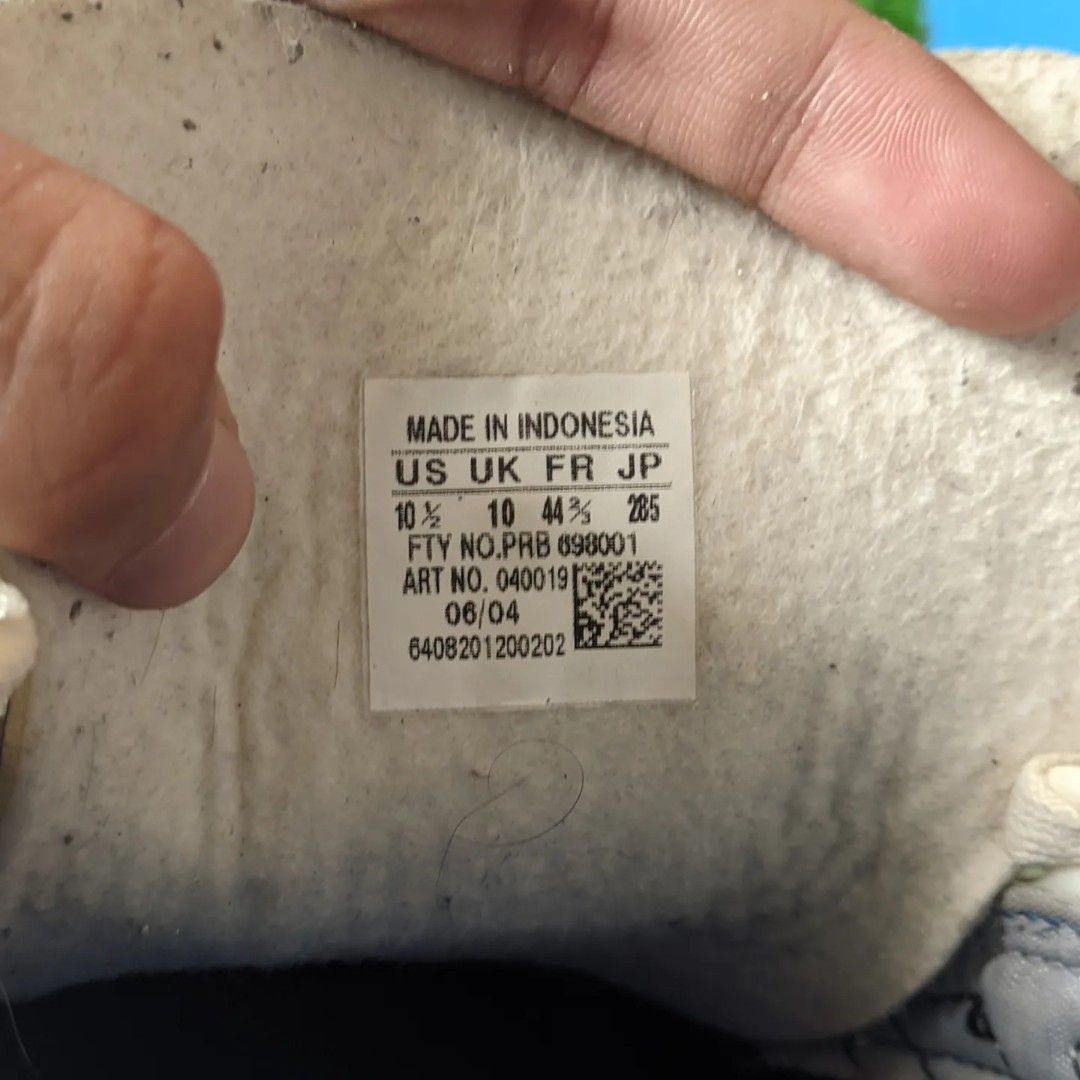 MADE IN INDONESIA
US UK FR JP
10 ½ 10 44 ⅔ 285
FTY NO.PRB 698001
ART NO. 040019
06/04
6408201200202